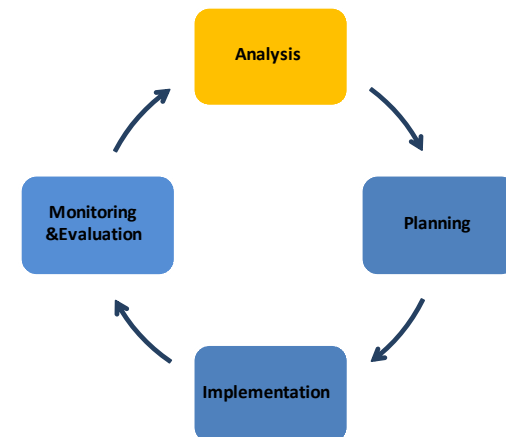 Analysis
Monitoring
&Evaluation
Planning
Implementation